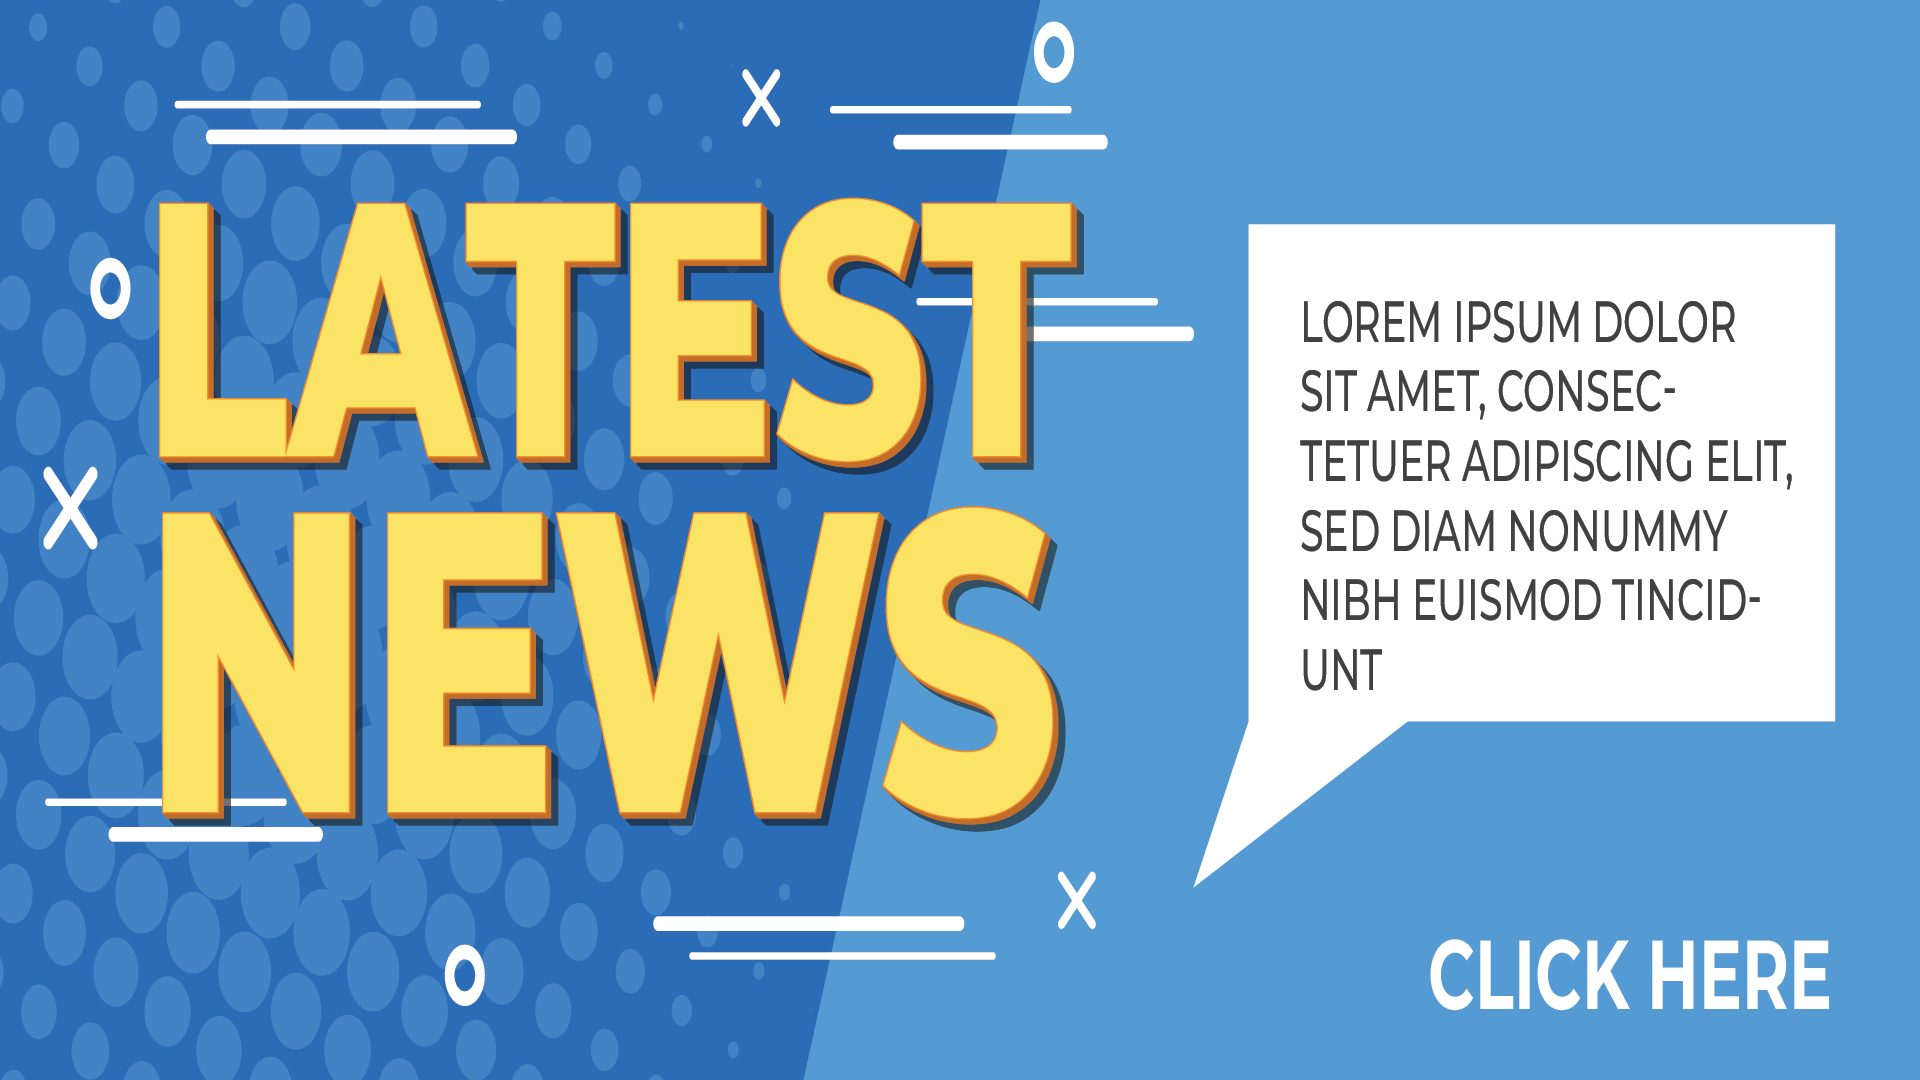 LATEST
NEWS
LOREM IPSUM DOLOR
SIT AMET, CONSEC-
TETUER ADIPISCING ELIT,
SED DIAM NONUMMY
NIBH EUISMOD TINCID-
UNT
CLICK HERE